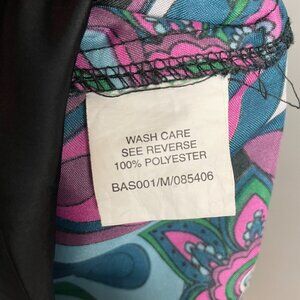 WASH CARE
SEE REVERSE
100% POLYESTER
BAS001/M/085406